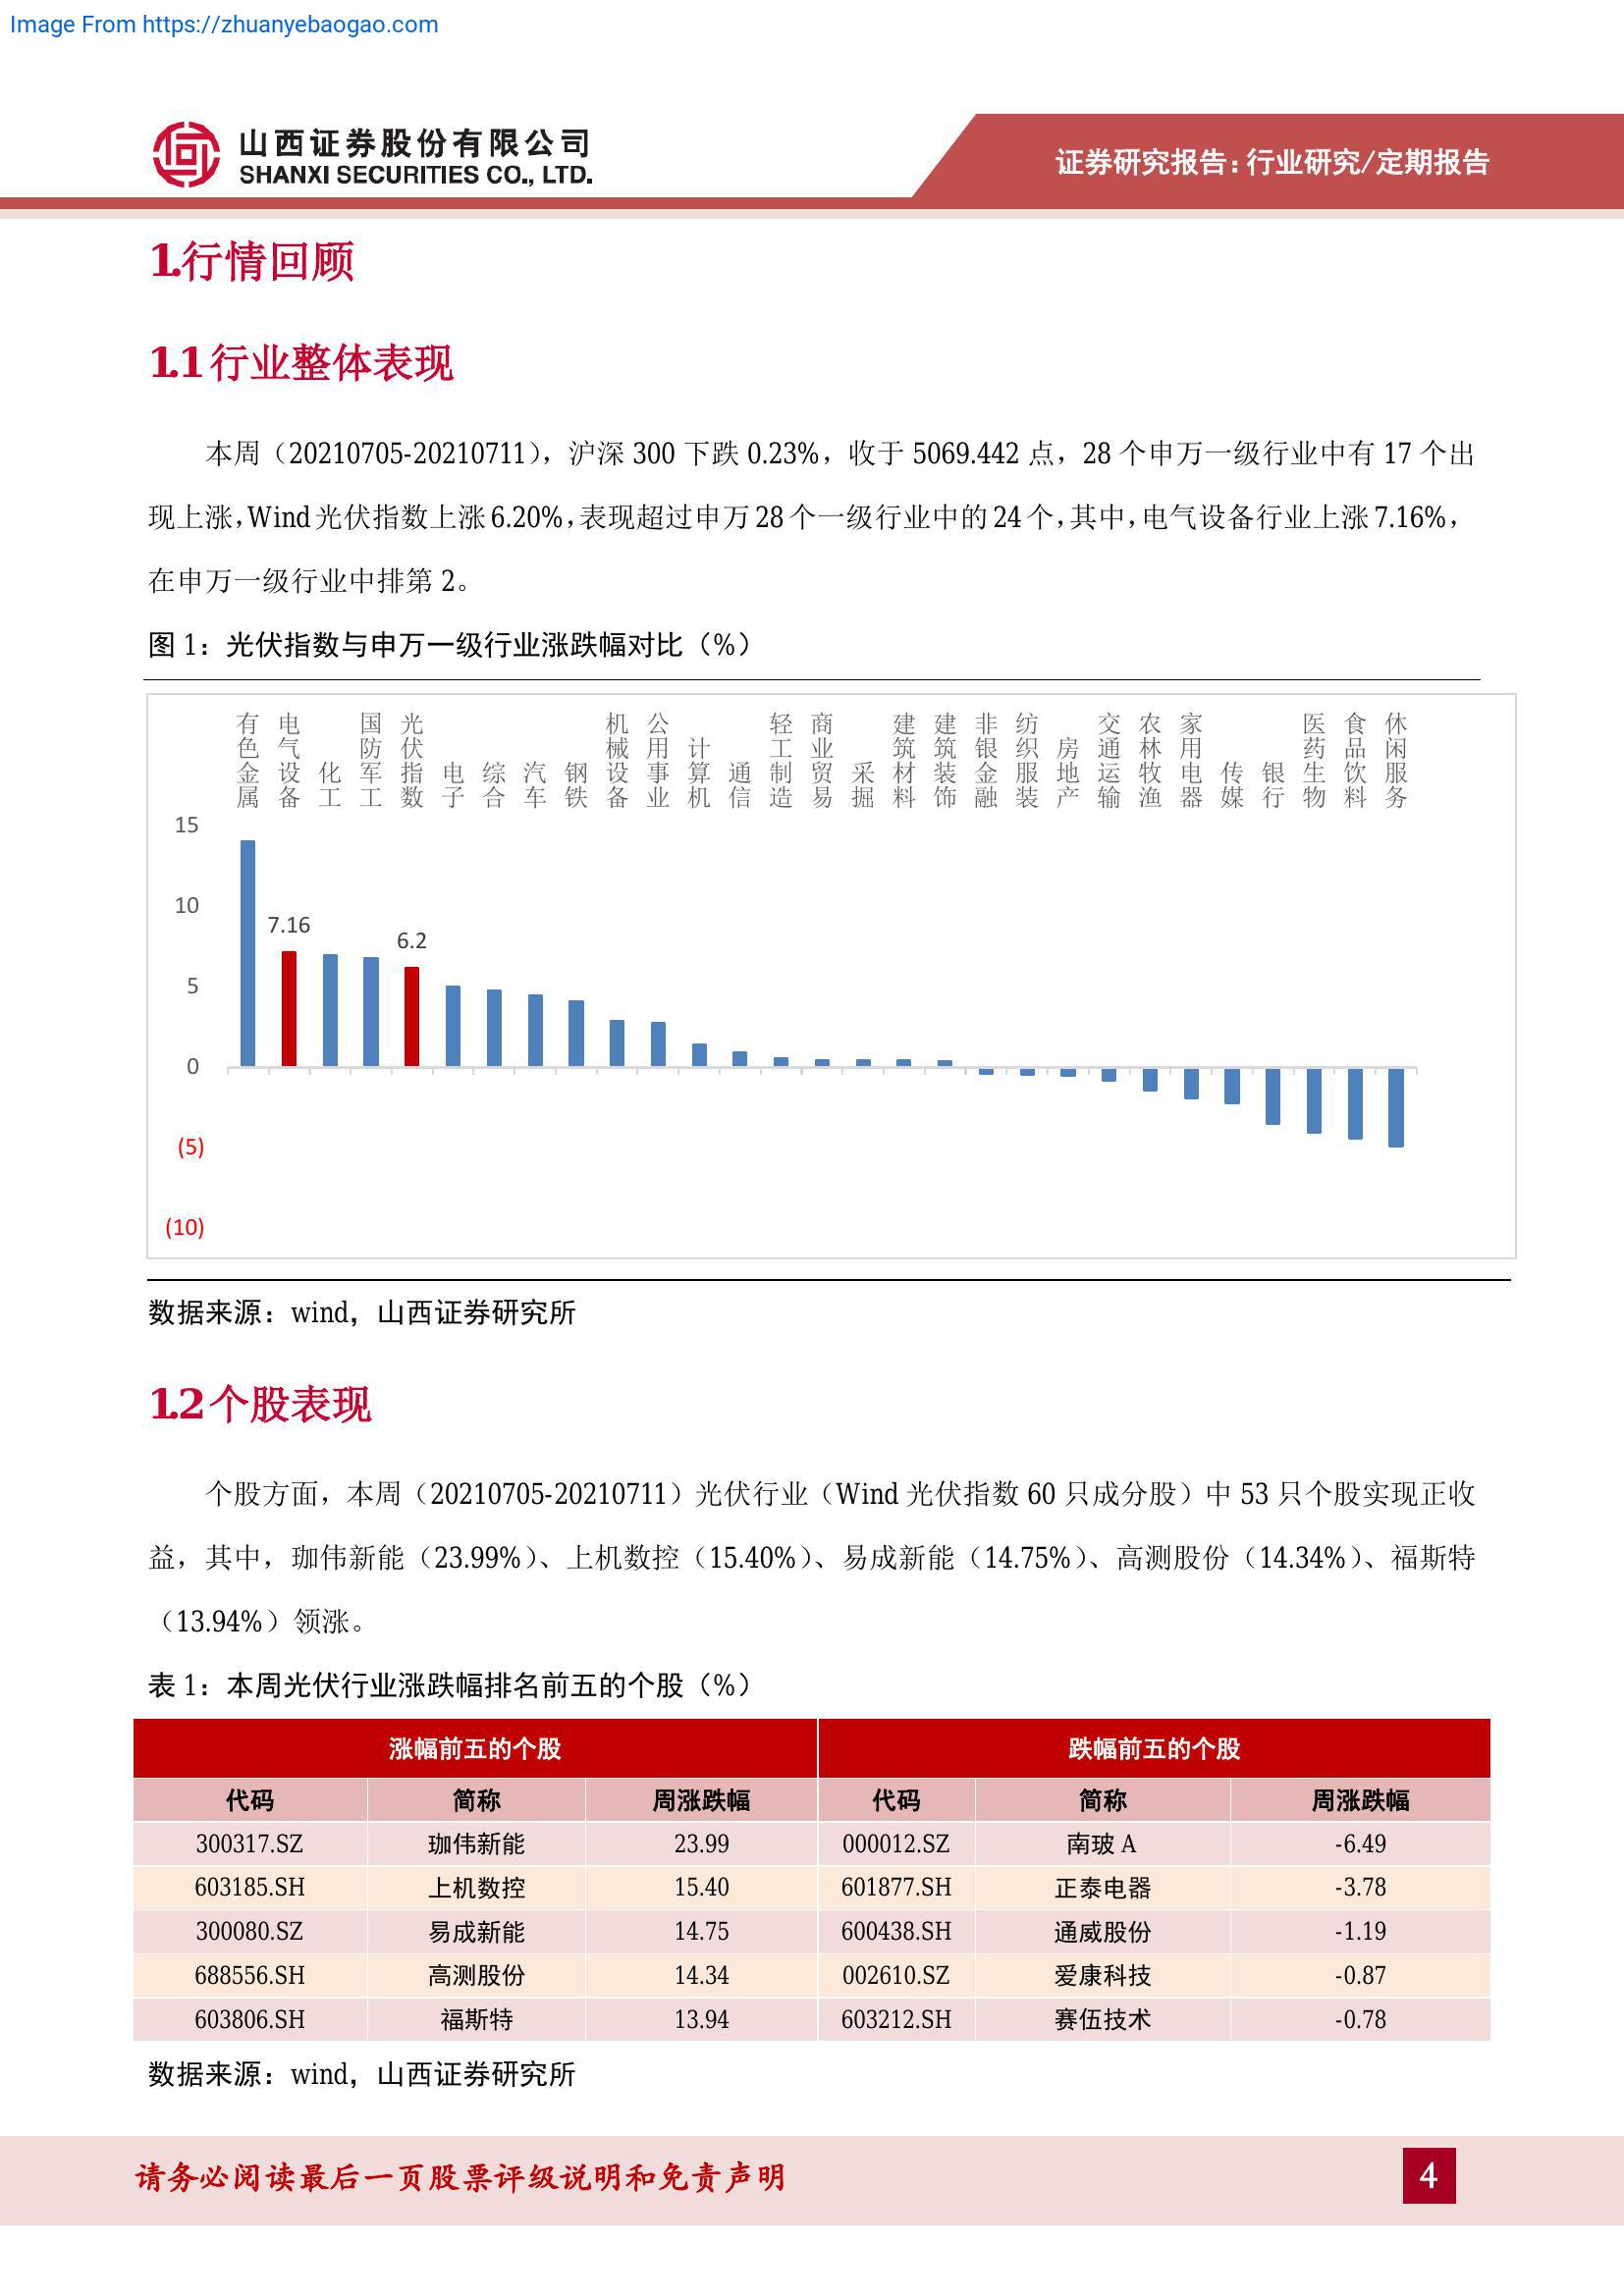 Image From https://zhuanyebaogao.com
山西证券股份有限公司
SHANXI SECURITIES CO., LTD.
证券研究报告：行业研究/定期报告
1.行情回顾
1.1 行业整体表现
本周（20210705-20210711），沪深 300 下跌 0.23%，收于 5069.442 点，28 个申万一级行业中有 17 个出
现上涨，Wind 光伏指数上涨 6.20%，表现超过申万 28 个一级行业中的 24 个，其中，电气设备行业上涨 7.16%，
在申万一级行业中排第 2。
图 1：光伏指数与申万一级行业涨跌幅对比（%）
有色金属 电气设备 化工 国防军工 光伏指数 电子 综合 汽车 钢铁 机械设备 公用事业 计算机 通信 轻工制造 商业贸易 采掘 建筑材料 建筑装饰 非银金融 纺织服装 房地产 交通运输 农林牧渔 家用电器 传媒 银行 医药生物 食品饮料 休闲服务
15
10
7.16
6.2
5
0
(5)
(10)
数据来源：wind，山西证券研究所
1.2 个股表现
个股方面，本周（20210705-20210711）光伏行业（Wind 光伏指数 60 只成分股）中 53 只个股实现正收
益，其中，珈伟新能（23.99%）、上机数控（15.40%）、易成新能（14.75%）、高测股份（14.34%）、福斯特
（13.94%）领涨。
表 1：本周光伏行业涨跌幅排名前五的个股（%）
涨幅前五的个股 跌幅前五的个股
代码 简称 周涨跌幅 代码 简称 周涨跌幅
300317.SZ 珈伟新能 23.99 000012.SZ 南玻 A -6.49
603185.SH 上机数控 15.40 601877.SH 正泰电器 -3.78
300080.SZ 易成新能 14.75 600438.SH 通威股份 -1.19
688556.SH 高测股份 14.34 002610.SZ 爱康科技 -0.87
603806.SH 福斯特 13.94 603212.SH 赛伍技术 -0.78
数据来源：wind，山西证券研究所
请务必阅读最后一页股票评级说明和免责声明
4